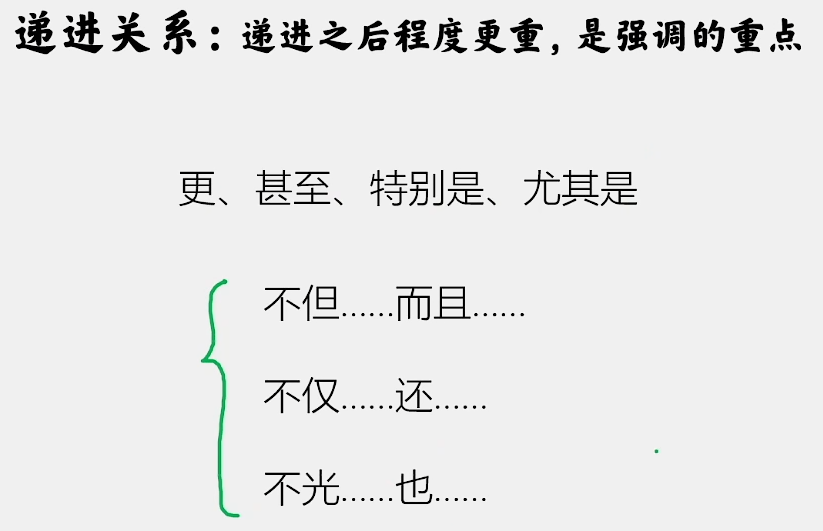 递进关系：递进之后程度更重，是强调的重点
更、甚至、特别是、尤其是
不但......而且......
不仅......还......
不光......也......